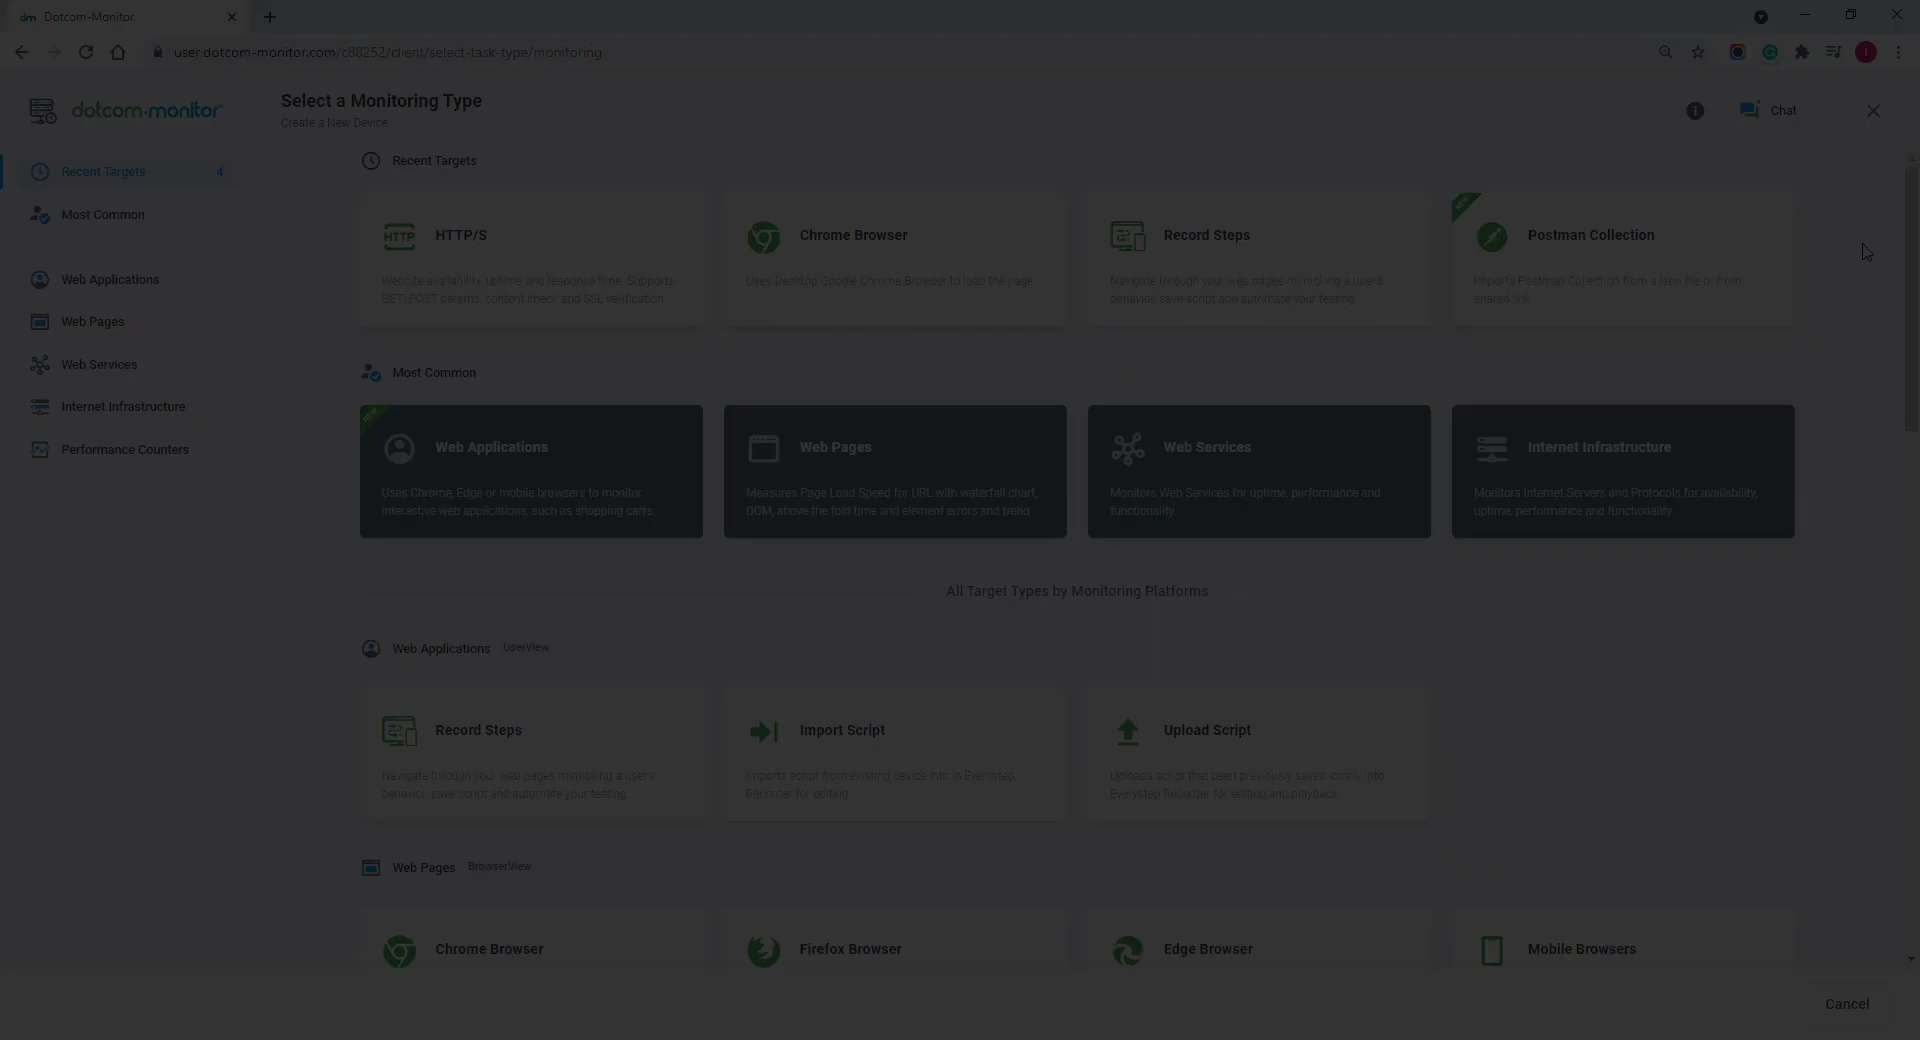 dm Dotcom-Monitor
user.dotcom-monitor.com/c88252/client/select-task-type/monitoring
dotcom-monitor
Select a Monitoring Type
Create a New Device
Chat
Recent Targets 4
Most Common
Web Applications
Web Pages
Web Services
Internet Infrastructure
Performance Counters
Recent Targets
HTTP
HTTP/S
Website availability, uptime and response time. Supports
GET/POST params, content check and SSL verification.
Chrome Browser
Uses Desktop Google Chrome Browser to load the page.
Record Steps
Navigate through your web pages mimicking a user's
behavior, save script and automate your testing.
NEW
Postman Collection
Imports Postman Collection from a json file or from
shared link.
Most Common
NEW
Web Applications
Uses Chrome, Edge or mobile browsers to monitor
interactive web applications, such as shopping carts,
Web Pages
Measures Page Load Speed for URL with waterfall chart,
DOM, above the fold time and element errors and trend
Web Services
Monitors Web Services for uptime, performance and
functionality.
Internet Infrastructure
Monitors Internet Servers and Protocols for availability,
uptime, performance and functionality.
All Target Types by Monitoring Platforms
Web Applications UserView
Record Steps
Navigate through your web pages mimicking a user's
behavior, save script and automate your testing.
Import Script
Imports script from existing device into in Everystep
Recorder for editing.
Upload Script
Uploads script that been previously saved locally into
Everystep Recorder for editing and playback.
Web Pages BrowserView
Chrome Browser
Firefox Browser
Edge Browser
Mobile Browsers
Cancel